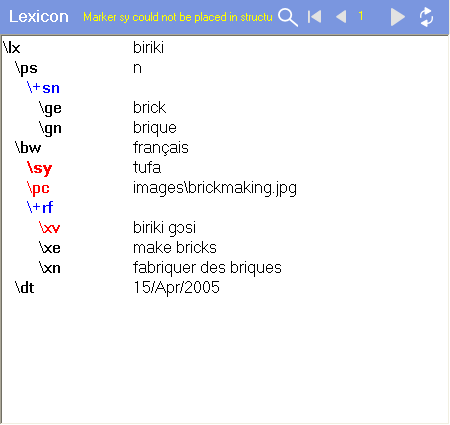 Lexicon Marker sy could not be placed in structu 1
\lx biriki
\ps n
\+sn
\ge brick
\gn brique
\bw français
\sy tufa
\pc images\brickmaking.jpg
\+rf
\xv biriki gɔsi
\xe make bricks
\xn fabriquer des briques
\dt 15/Apr/2005